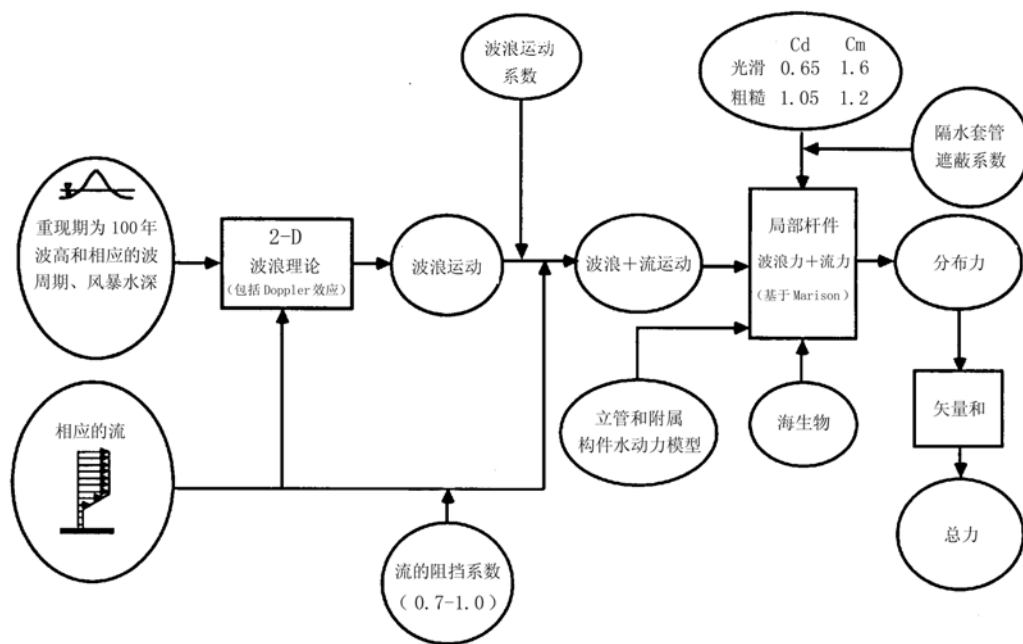 波浪运动
系数
Cd Cm
光滑 0.65 1.6
粗糙 1.05 1.2
隔水套管
遮蔽系数
重现期为100年
波高和相应的波
周期、风暴水深
2-D
波浪理论
(包括Doppler效应)
波浪运动
波浪+流运动
局部杆件
波浪力+流力
(基于Marison)
分布力
相应的流
立管和附属
构件水动力模型
海生物
矢量和
流的阻挡系数
(0.7-1.0)
总力